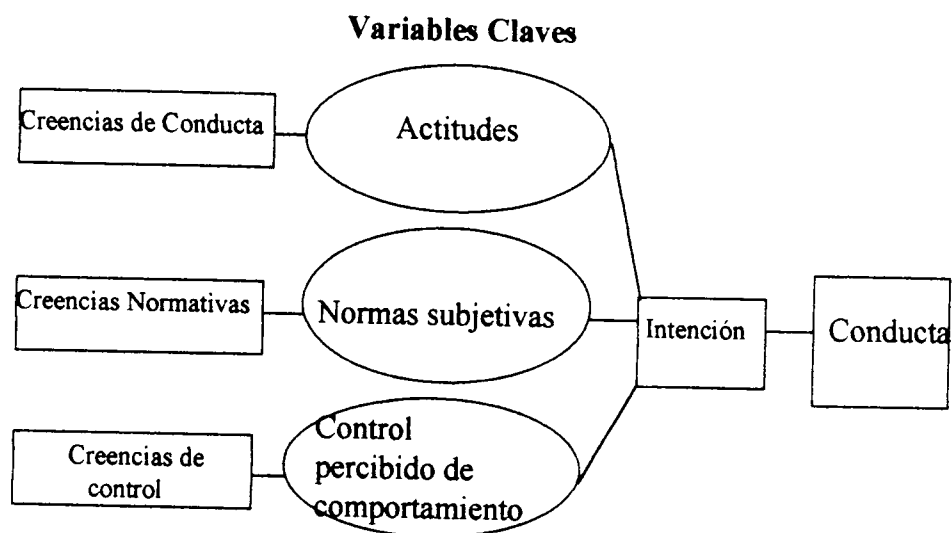 Variables Claves
Creencias de Conducta
Actitudes
Creencias Normativas
Normas subjetivas
Intención
Conducta
Creencias de
control
Control
percibido de
comportamiento